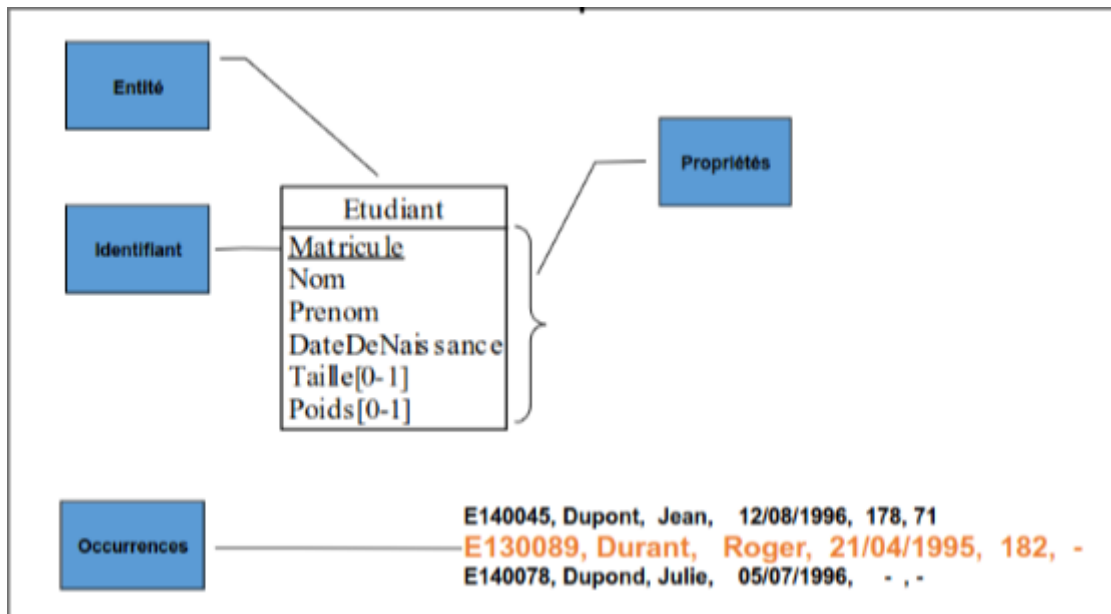 Entité
Propriétés
Identifiant
Etudiant
Matricule
Nom
Prenom
DateDeNaissance
Taille[0-1]
Poids[0-1]
Occurrences
E140045, Dupont, Jean, 12/08/1996, 178, 71
E130089, Durant, Roger, 21/04/1995, 182, -
E140078, Dupond, Julie, 05/07/1996, - , -